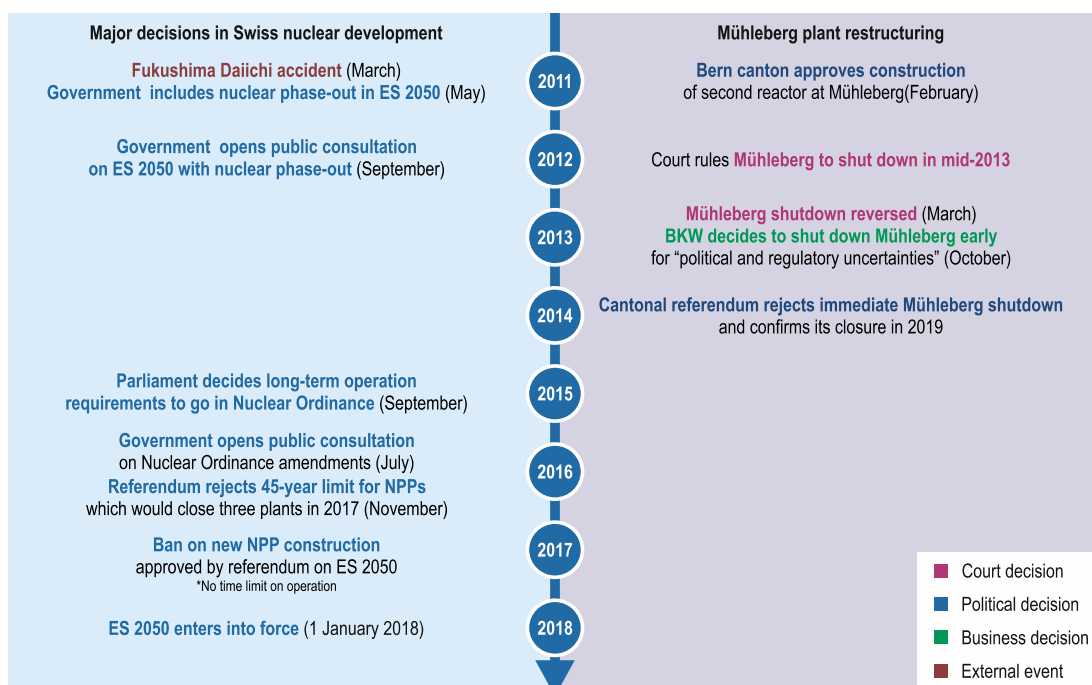 Major decisions in Swiss nuclear development
Mühleberg plant restructuring
2011
Fukushima Daiichi accident (March)
Government includes nuclear phase-out in ES 2050 (May)
Bern canton approves construction
of second reactor at Mühleberg(February)
2012
Government opens public consultation
on ES 2050 with nuclear phase-out (September)
Court rules Mühleberg to shut down in mid-2013
2013
Mühleberg shutdown reversed (March)
BKW decides to shut down Mühleberg early
for “political and regulatory uncertainties” (October)
2014
Cantonal referendum rejects immediate Mühleberg shutdown
and confirms its closure in 2019
2015
Parliament decides long-term operation
requirements to go in Nuclear Ordinance (September)
2016
Government opens public consultation
on Nuclear Ordinance amendments (July)
Referendum rejects 45-year limit for NPPs
which would close three plants in 2017 (November)
2017
Ban on new NPP construction
approved by referendum on ES 2050
*No time limit on operation
2018
ES 2050 enters into force (1 January 2018)
Court decision
Political decision
Business decision
External event